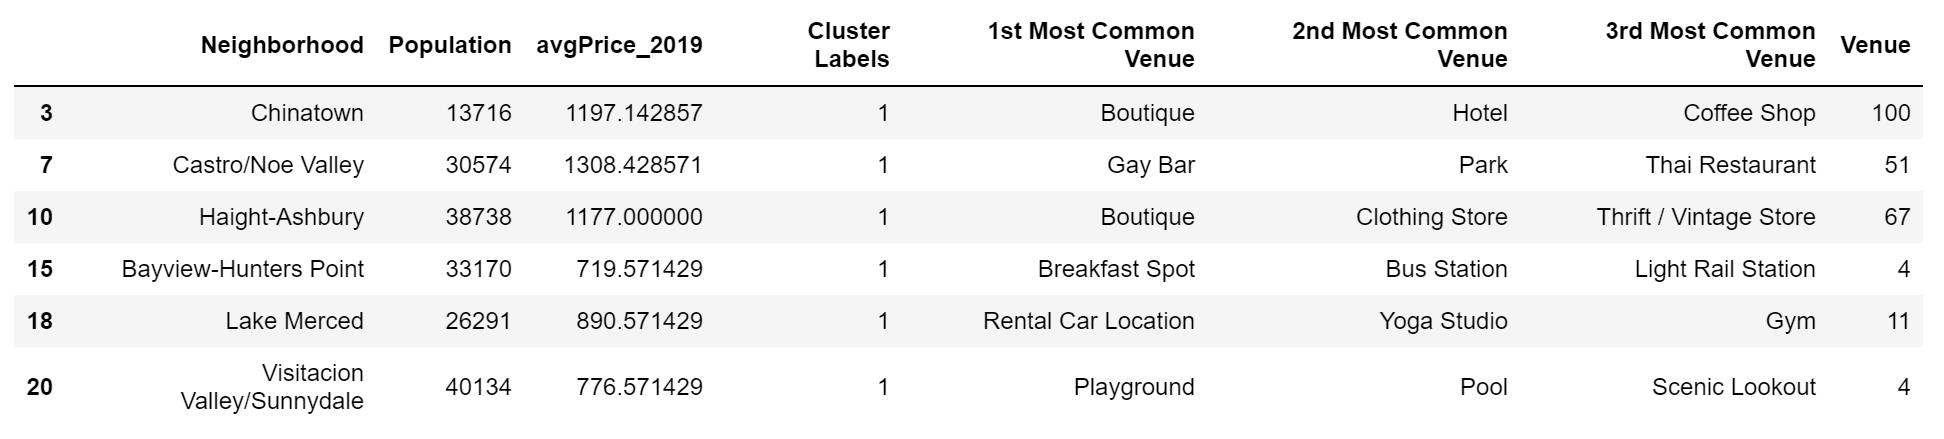 Neighborhood Population avgPrice_2019 Cluster Labels 1st Most Common Venue 2nd Most Common Venue 3rd Most Common Venue Venue
3 Chinatown 13716 1197.142857 1 Boutique Hotel Coffee Shop 100
7 Castro/Noe Valley 30574 1308.428571 1 Gay Bar Park Thai Restaurant 51
10 Haight-Ashbury 38738 1177.000000 1 Boutique Clothing Store Thrift / Vintage Store 67
15 Bayview-Hunters Point 33170 719.571429 1 Breakfast Spot Bus Station Light Rail Station 4
18 Lake Merced 26291 890.571429 1 Rental Car Location Yoga Studio Gym 11
20 Visitacion Valley/Sunnydale 40134 776.571429 1 Playground Pool Scenic Lookout 4